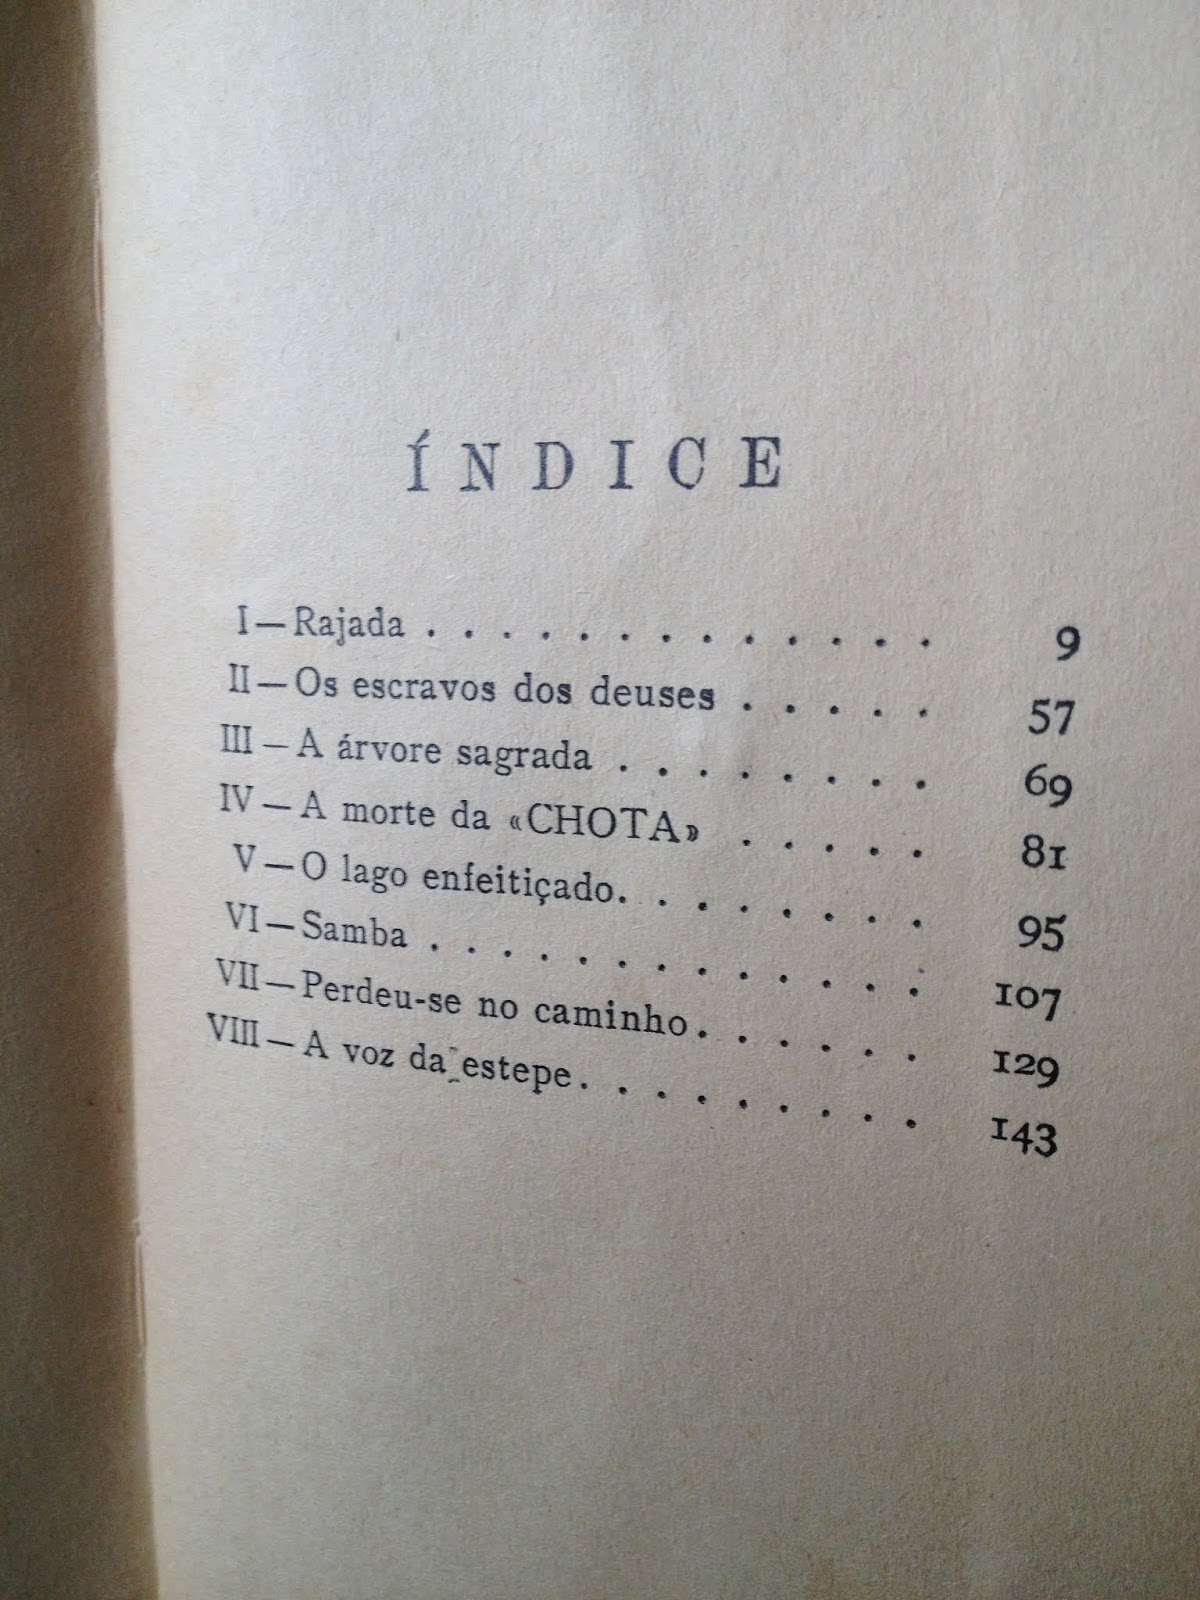 ÍNDICE
I — Rajada . . . . . . . . . . . . . . 9
II — Os escravos dos deuses . . . . . 57
III — A árvore sagrada . . . . . . . . 69
IV — A morte da «CHOTA» . . . . . 81
V — O lago enfeitiçado. . . . . . . . 95
VI — Samba . . . . . . . . . . . . . 107
VII — Perdeu-se no caminho. . . . . . 129
VIII — A voz da estepe. . . . . . . . . 143